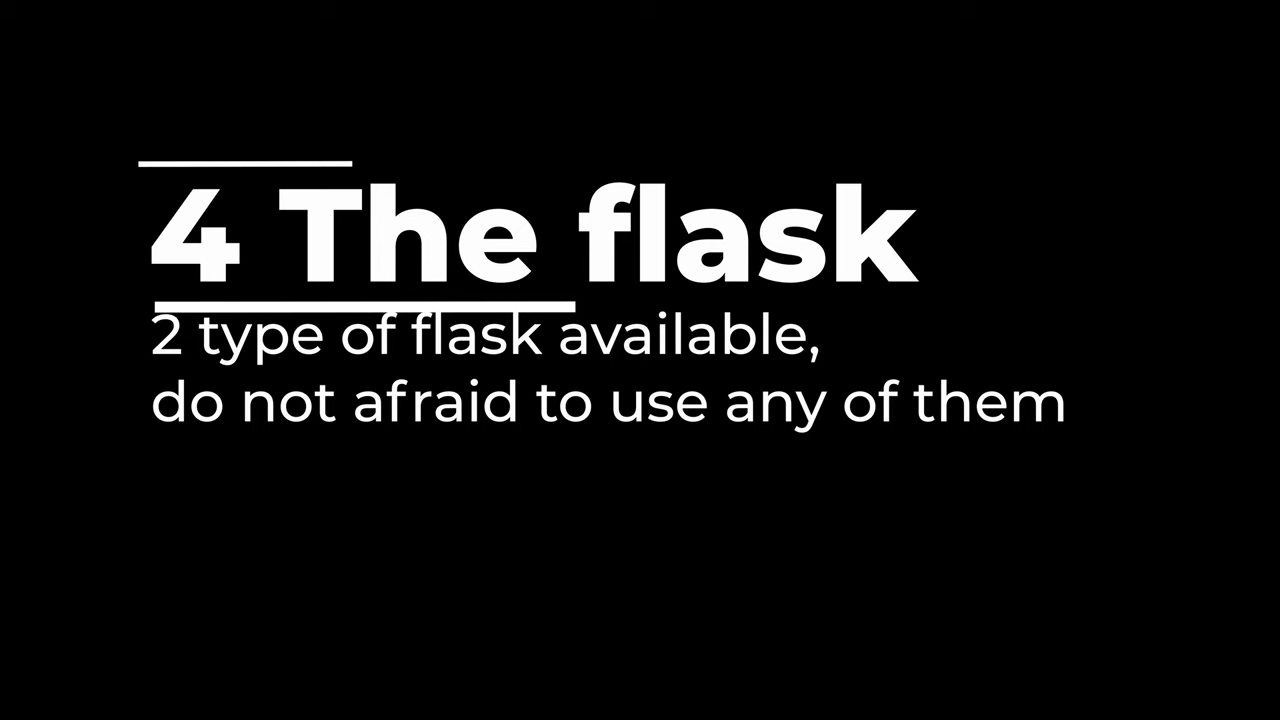 4 The flask
2 type of flask available,
do not afraid to use any of them